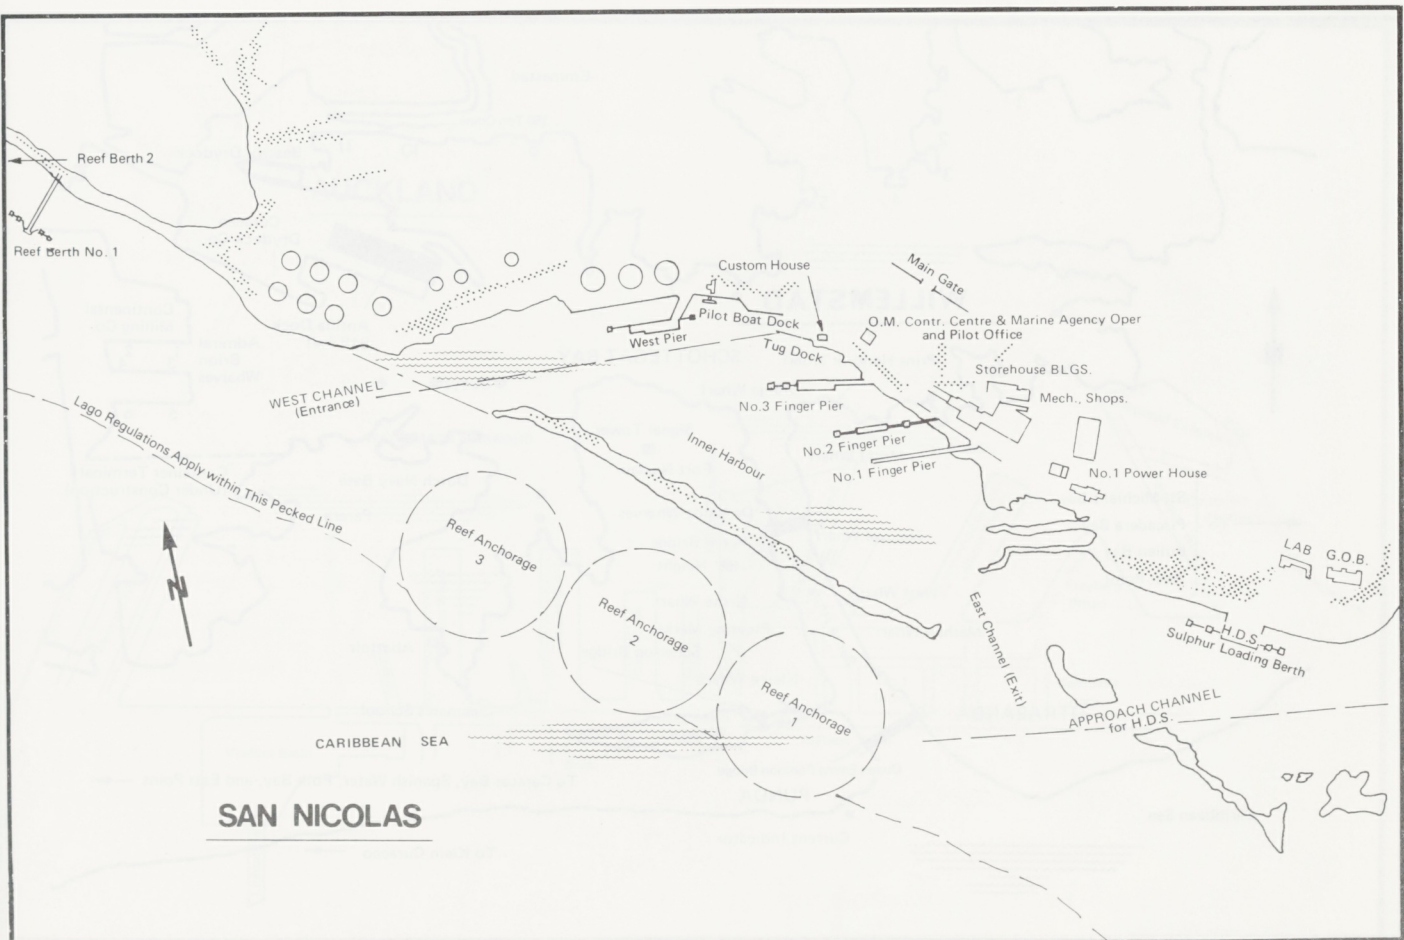 Reef Berth 2
Reef Berth No. 1
Custom House
Main Gate
Pilot Boat Dock
O.M. Contr. Centre & Marine Agency Oper
and Pilot Office
West Pier
Tug Dock
Storehouse BLGS.
WEST CHANNEL
(Entrance)
Mech., Shops.
No.3 Finger Pier
No.2 Finger Pier
Inner Harbour
No.1 Finger Pier
No.1 Power House
Lago Regulations Apply within This Pecked Line
Reef Anchorage
3
N
LAB
G.O.B.
Reef Anchorage
2
East Channel (Exit)
H.D.S.
Sulphur Loading Berth
Reef Anchorage
1
APPROACH CHANNEL
for H.D.S.
CARIBBEAN SEA
SAN NICOLAS